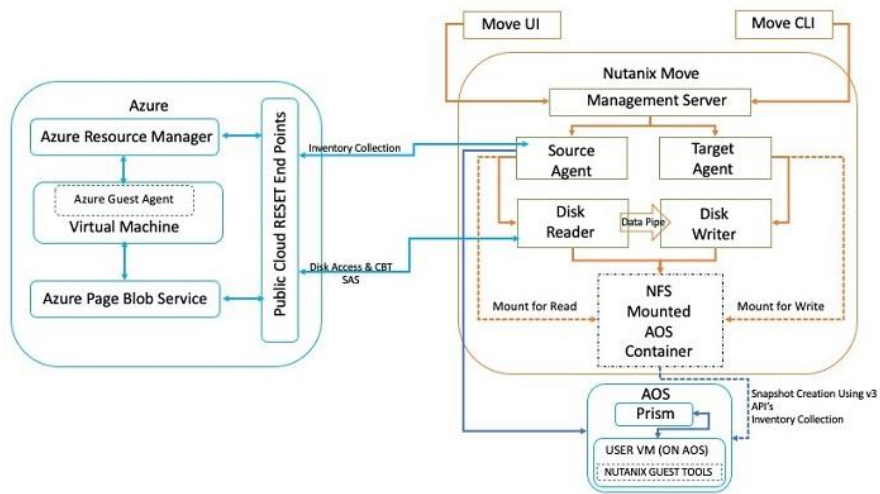 Move UI
Move CLI
Nutanix Move
Management Server
Azure
Azure Resource Manager
Azure Guest Agent
Virtual Machine
Azure Page Blob Service
Public Cloud RESET End Points
Inventory Collection
Disk Access & CBT
SAS
Source
Agent
Target
Agent
Disk
Reader
Data Pipe
Disk
Writer
Mount for Read
NFS
Mounted
AOS
Container
Mount for Write
AOS
Prism
USER VM (ON AOS)
NUTANIX GUEST TOOLS
Snapshot Creation Using v3
API's
Inventory Collection